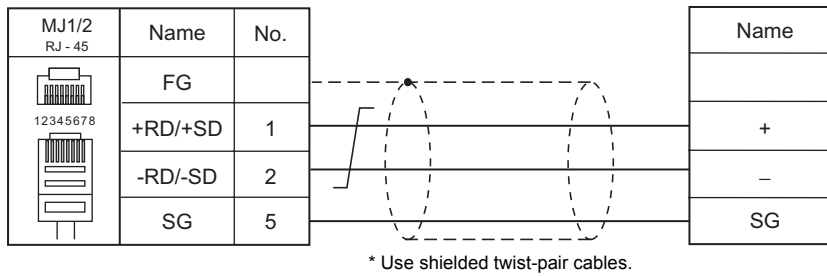 MJ1/2 Name No. Name
RJ - 45
FG
12345678
+RD/+SD 1 +
-RD/-SD 2 –
SG 5 SG
* Use shielded twist-pair cables.